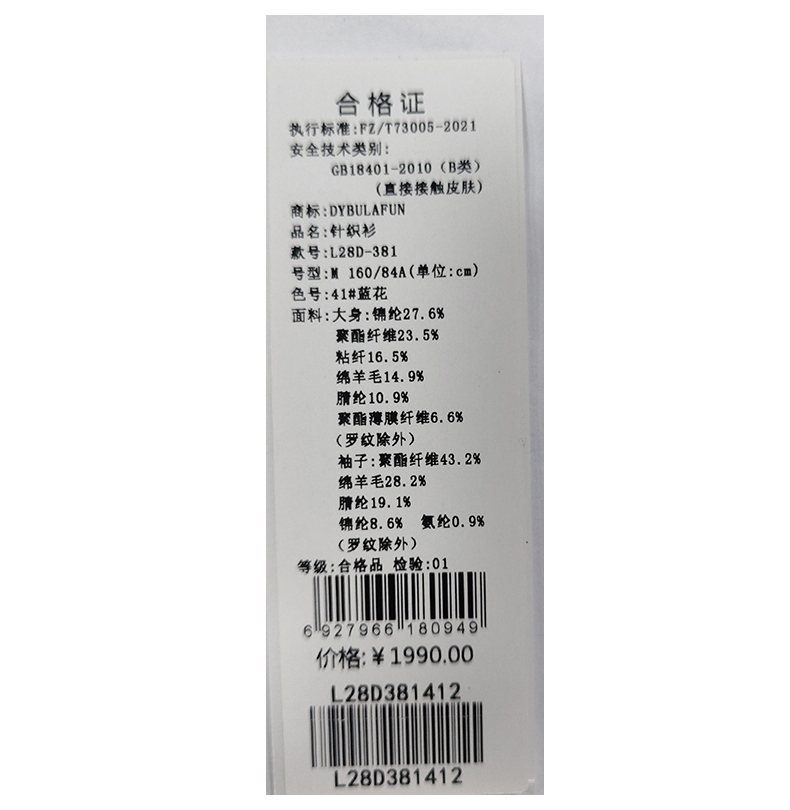 合格证
执行标准:FZ/T73005-2021
安全技术类别:
GB18401-2010（B类）
(直接接触皮肤)
商标:DYBULAFUN
品名:针织衫
款号:L28D-381
号型:M 160/84A(单位:cm)
色号:41#蓝花
面料:大身:锦纶27.6%
聚酯纤维23.5%
粘纤16.5%
绵羊毛14.9%
腈纶10.9%
聚酯薄膜纤维6.6%
(罗纹除外)
袖子:聚酯纤维43.2%
绵羊毛28.2%
腈纶19.1%
锦纶8.6% 氨纶0.9%
(罗纹除外)
等级:合格品 检验:01
6 927966 180949
价格:¥1990.00
L28D381412
L28D381412